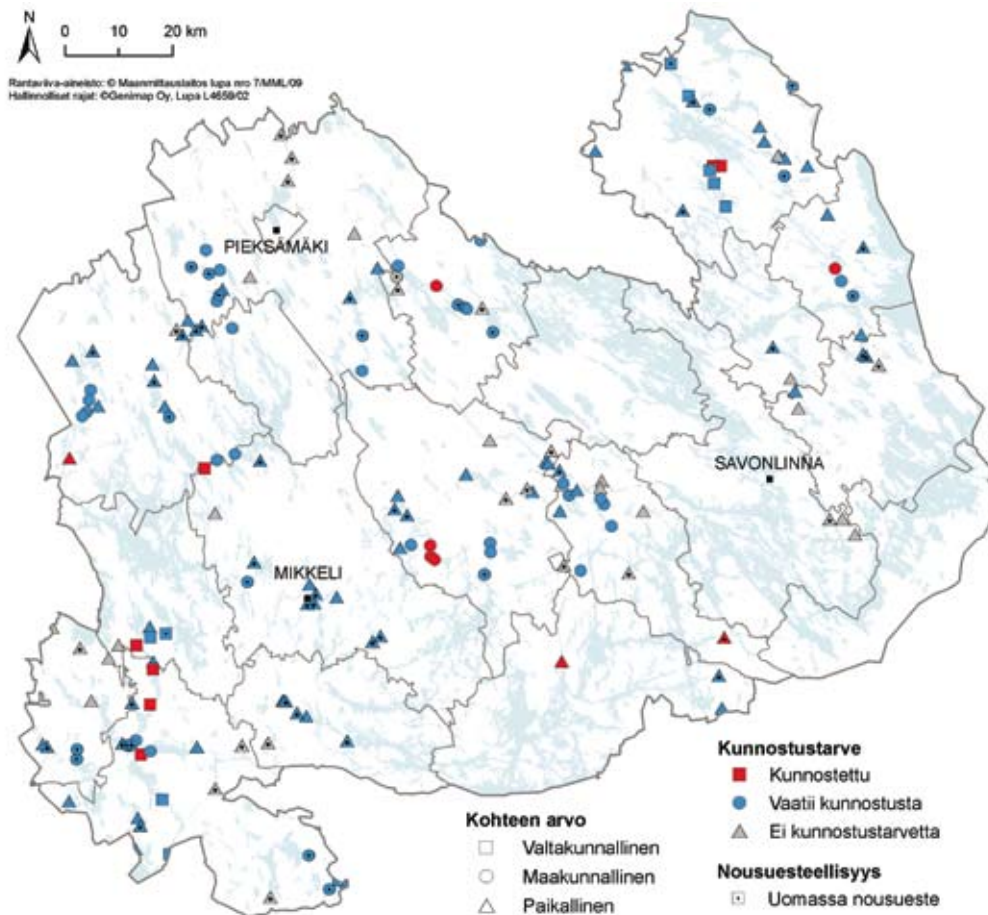 N
0 10 20 km
Rantaviiva-aineisto: © Maanmittauslaitos lupa nro 7/MML/09
Hallinnolliset rajat: ©Genimap Oy, Lupa L4659/02
PIEKSÄMÄKI
SAVONLINNA
MIKKELI
Kohteen arvo
Valtakunnallinen
Maakunnallinen
Paikallinen
Kunnostustarve
Kunnostettu
Vaatii kunnostusta
Ei kunnostustarvetta
Nousuesteellisyys
Uomassa nousueste